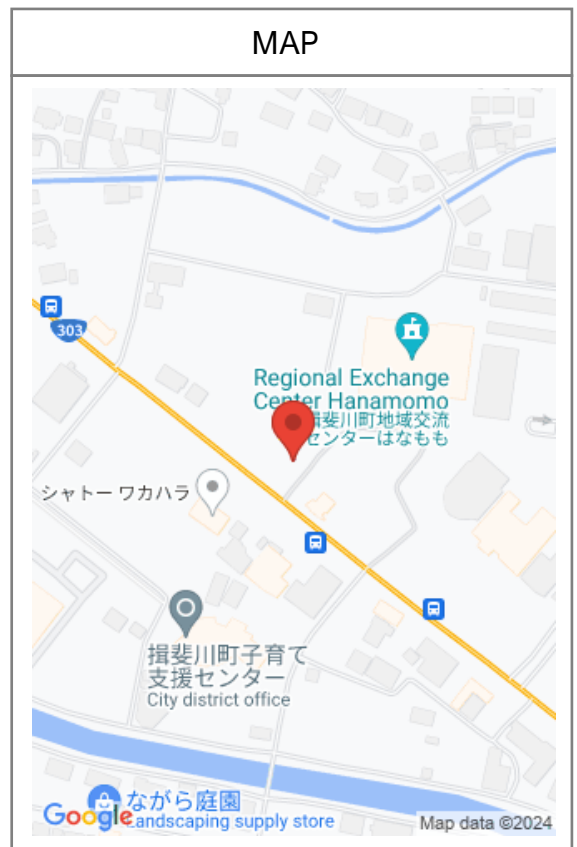 MAP
303
Regional Exchange
Center Hanamomo
揖斐川町地域交流
センターはなもも
シャトー ワカハラ
揖斐川町子育て
支援センター
City district office
ながら庭園
Landscaping supply store
Google
Map data ©2024